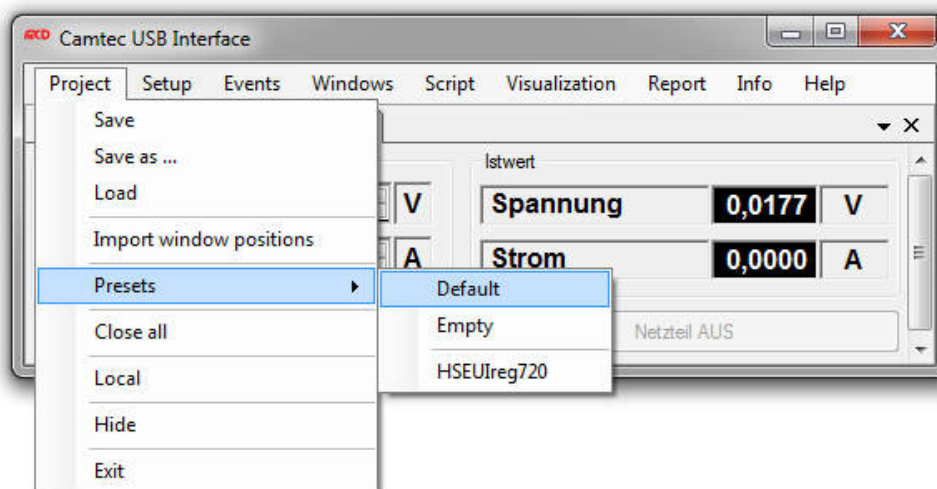 Camtec USB Interface
Project Setup Events Windows Script Visualization Report Info Help
Save
Save as ...
Load
Import window positions
Presets
Close all
Local
Hide
Exit
Default
Empty
HSEUIreg720
V
A
Istwert
Spannung 0,0177 V
Strom 0,0000 A
Netzteil AUS